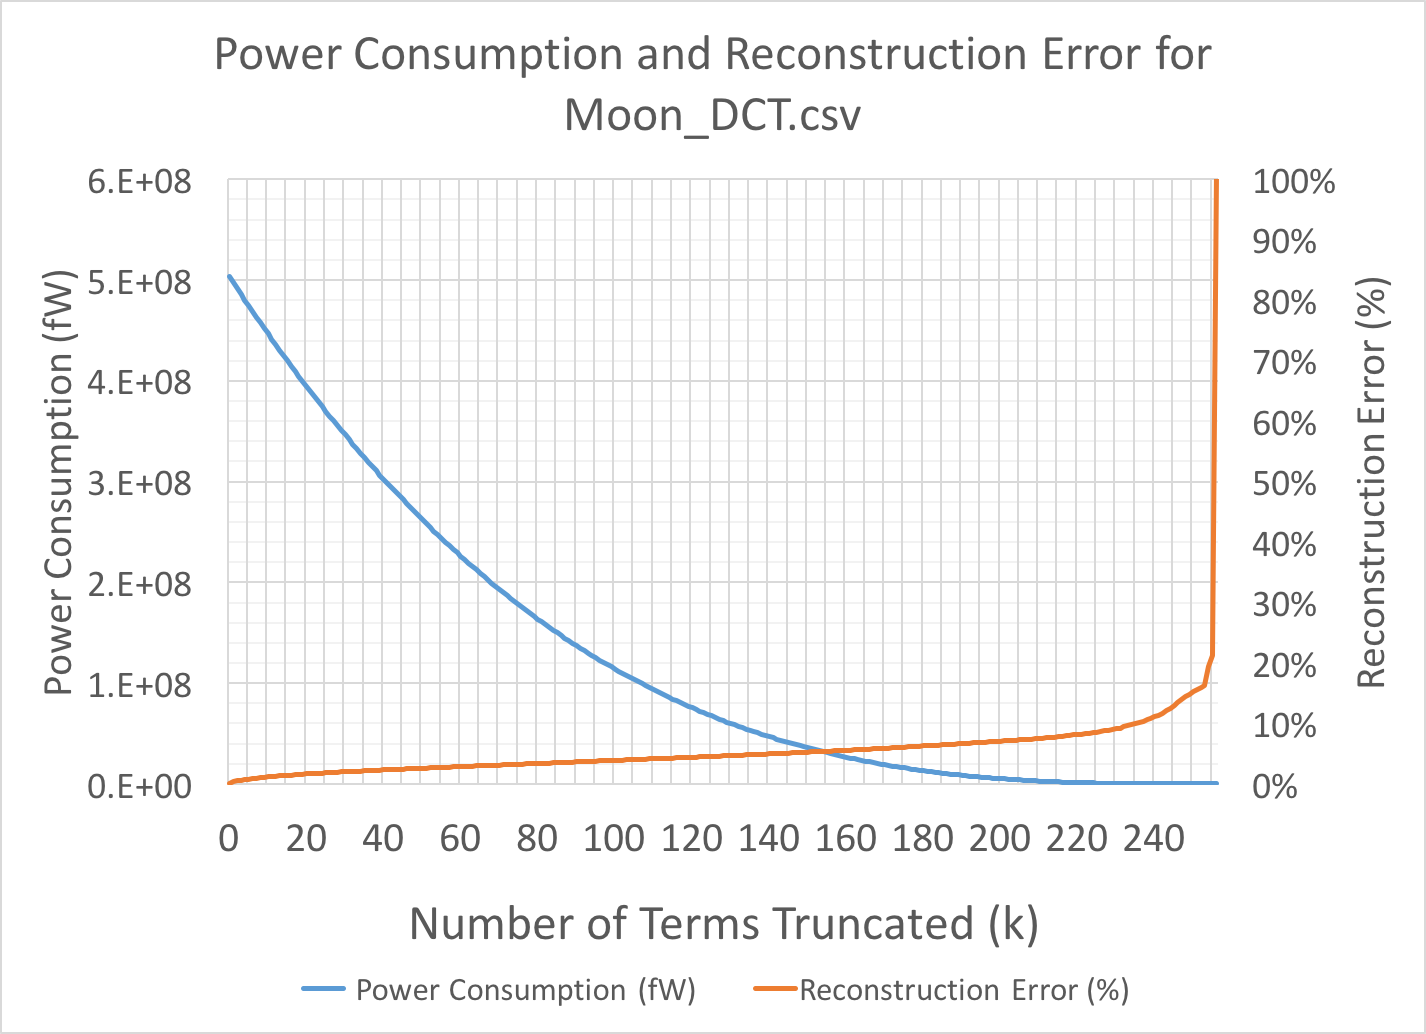 Power Consumption and Reconstruction Error for
Moon_DCT.csv
Power Consumption (fW)
6.E+08
5.E+08
4.E+08
3.E+08
2.E+08
1.E+08
0.E+00
100%
90%
80%
70%
60%
50%
40%
30%
20%
10%
0%
Reconstruction Error (%)
0 20 40 60 80 100 120 140 160 180 200 220 240
Number of Terms Truncated (k)
Power Consumption (fW) Reconstruction Error (%)